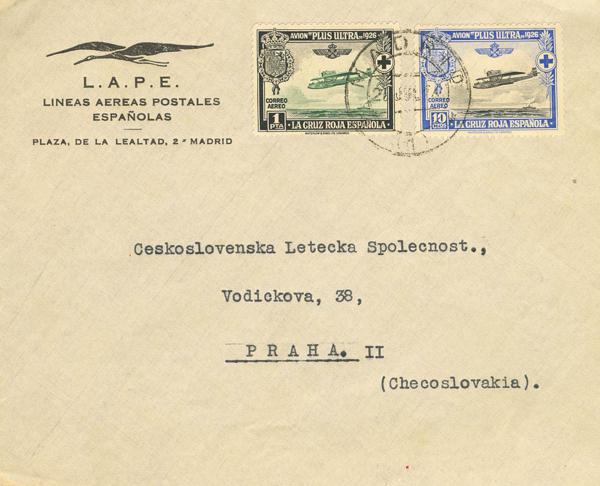 L.A.P.E.
LINEAS AEREAS POSTALES
ESPAÑOLAS
PLAZA, DE LA LEALTAD, 2 - MADRID
AVION "PLUS ULTRA" 1926
CORREO
AEREO
1
PTA
LA CRUZ ROJA ESPAÑOLA
AVION "PLUS ULTRA" 1926
CORREO
AEREO
10
CTOS
LA CRUZ ROJA ESPAÑOLA
MADRID
Ceskoslovenska Letecka Spolecnost.,
Vodickova, 38,
PRAHA. II
(Checoslovakia).